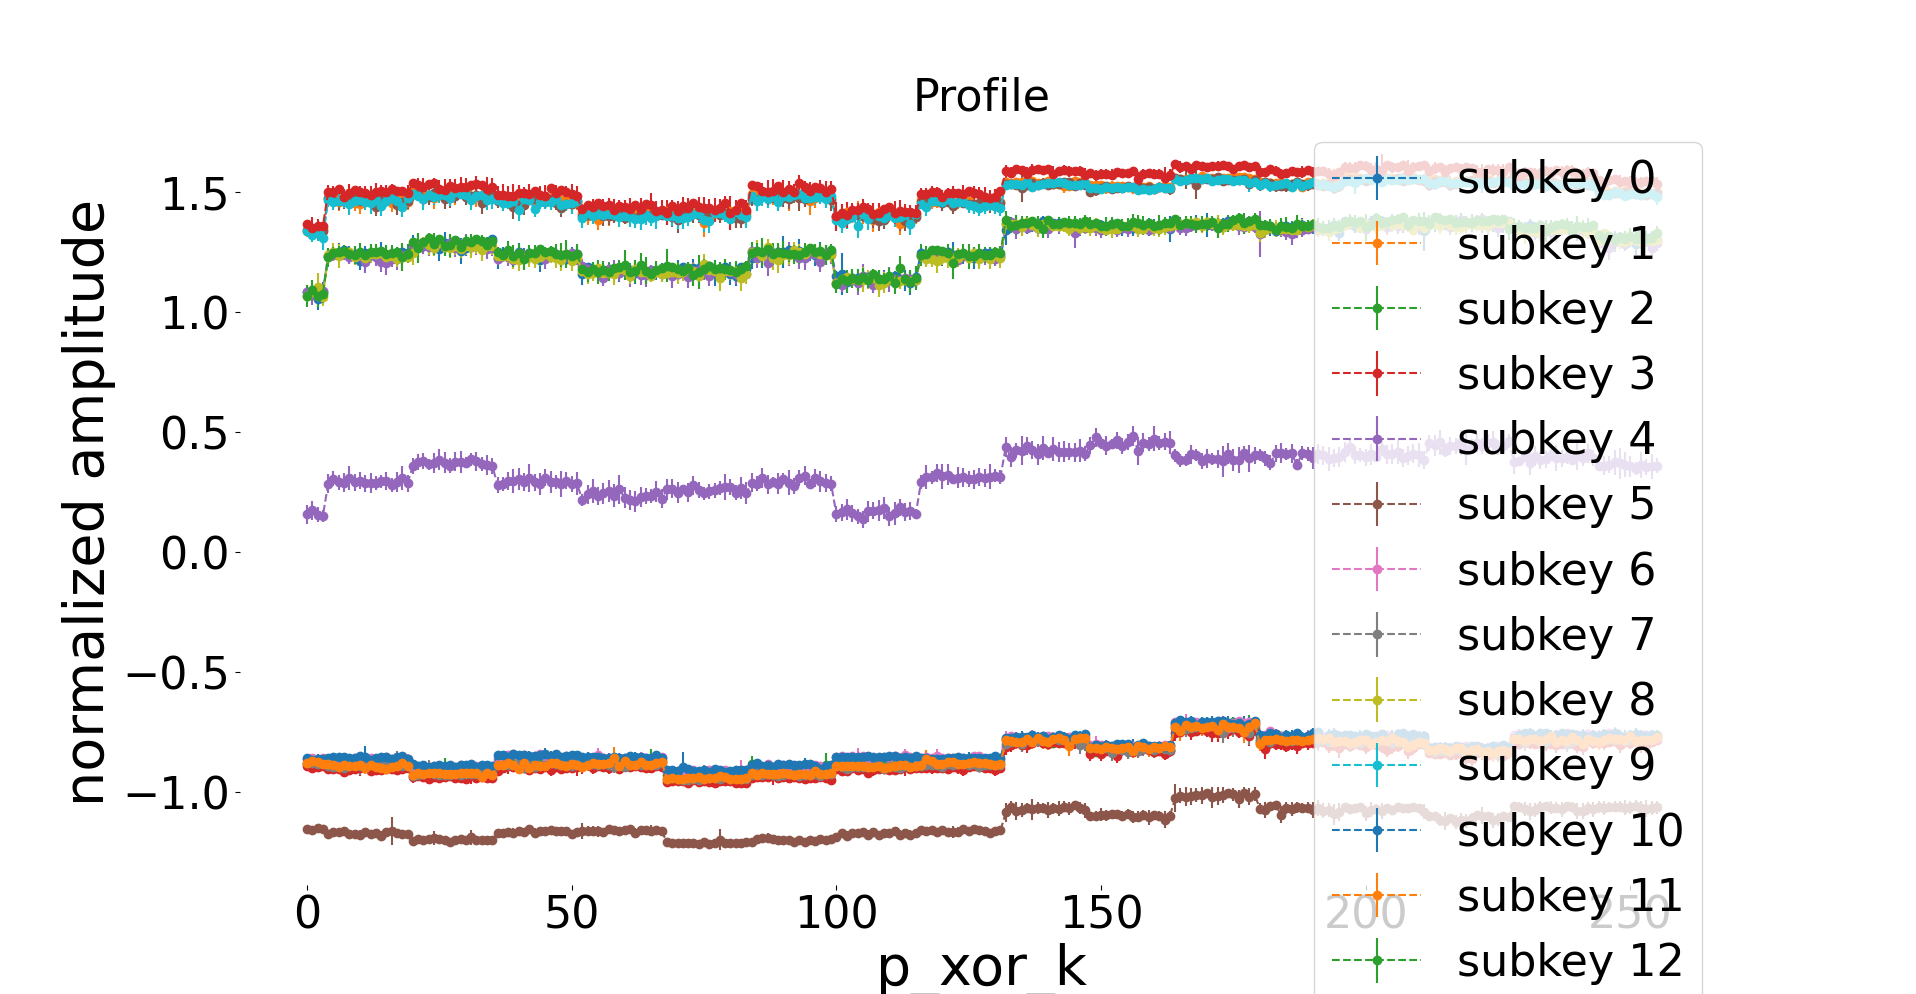 Profile
normalized amplitude
1.5
1.0
0.5
0.0
−0.5
−1.0
0
50
100
150
200
250
p_xor_k
subkey 0
subkey 1
subkey 2
subkey 3
subkey 4
subkey 5
subkey 6
subkey 7
subkey 8
subkey 9
subkey 10
subkey 11
subkey 12